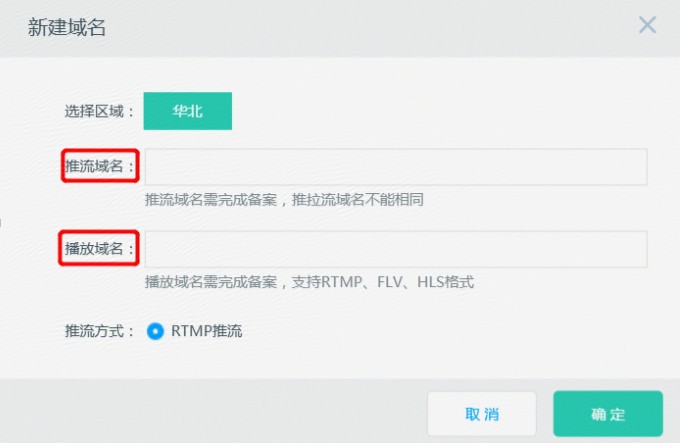 新建域名
选择区域： 华北
推流域名：
推流域名需完成备案，推拉流域名不能相同
播放域名：
播放域名需完成备案，支持RTMP、FLV、HLS格式
推流方式： RTMP推流
取消 确定